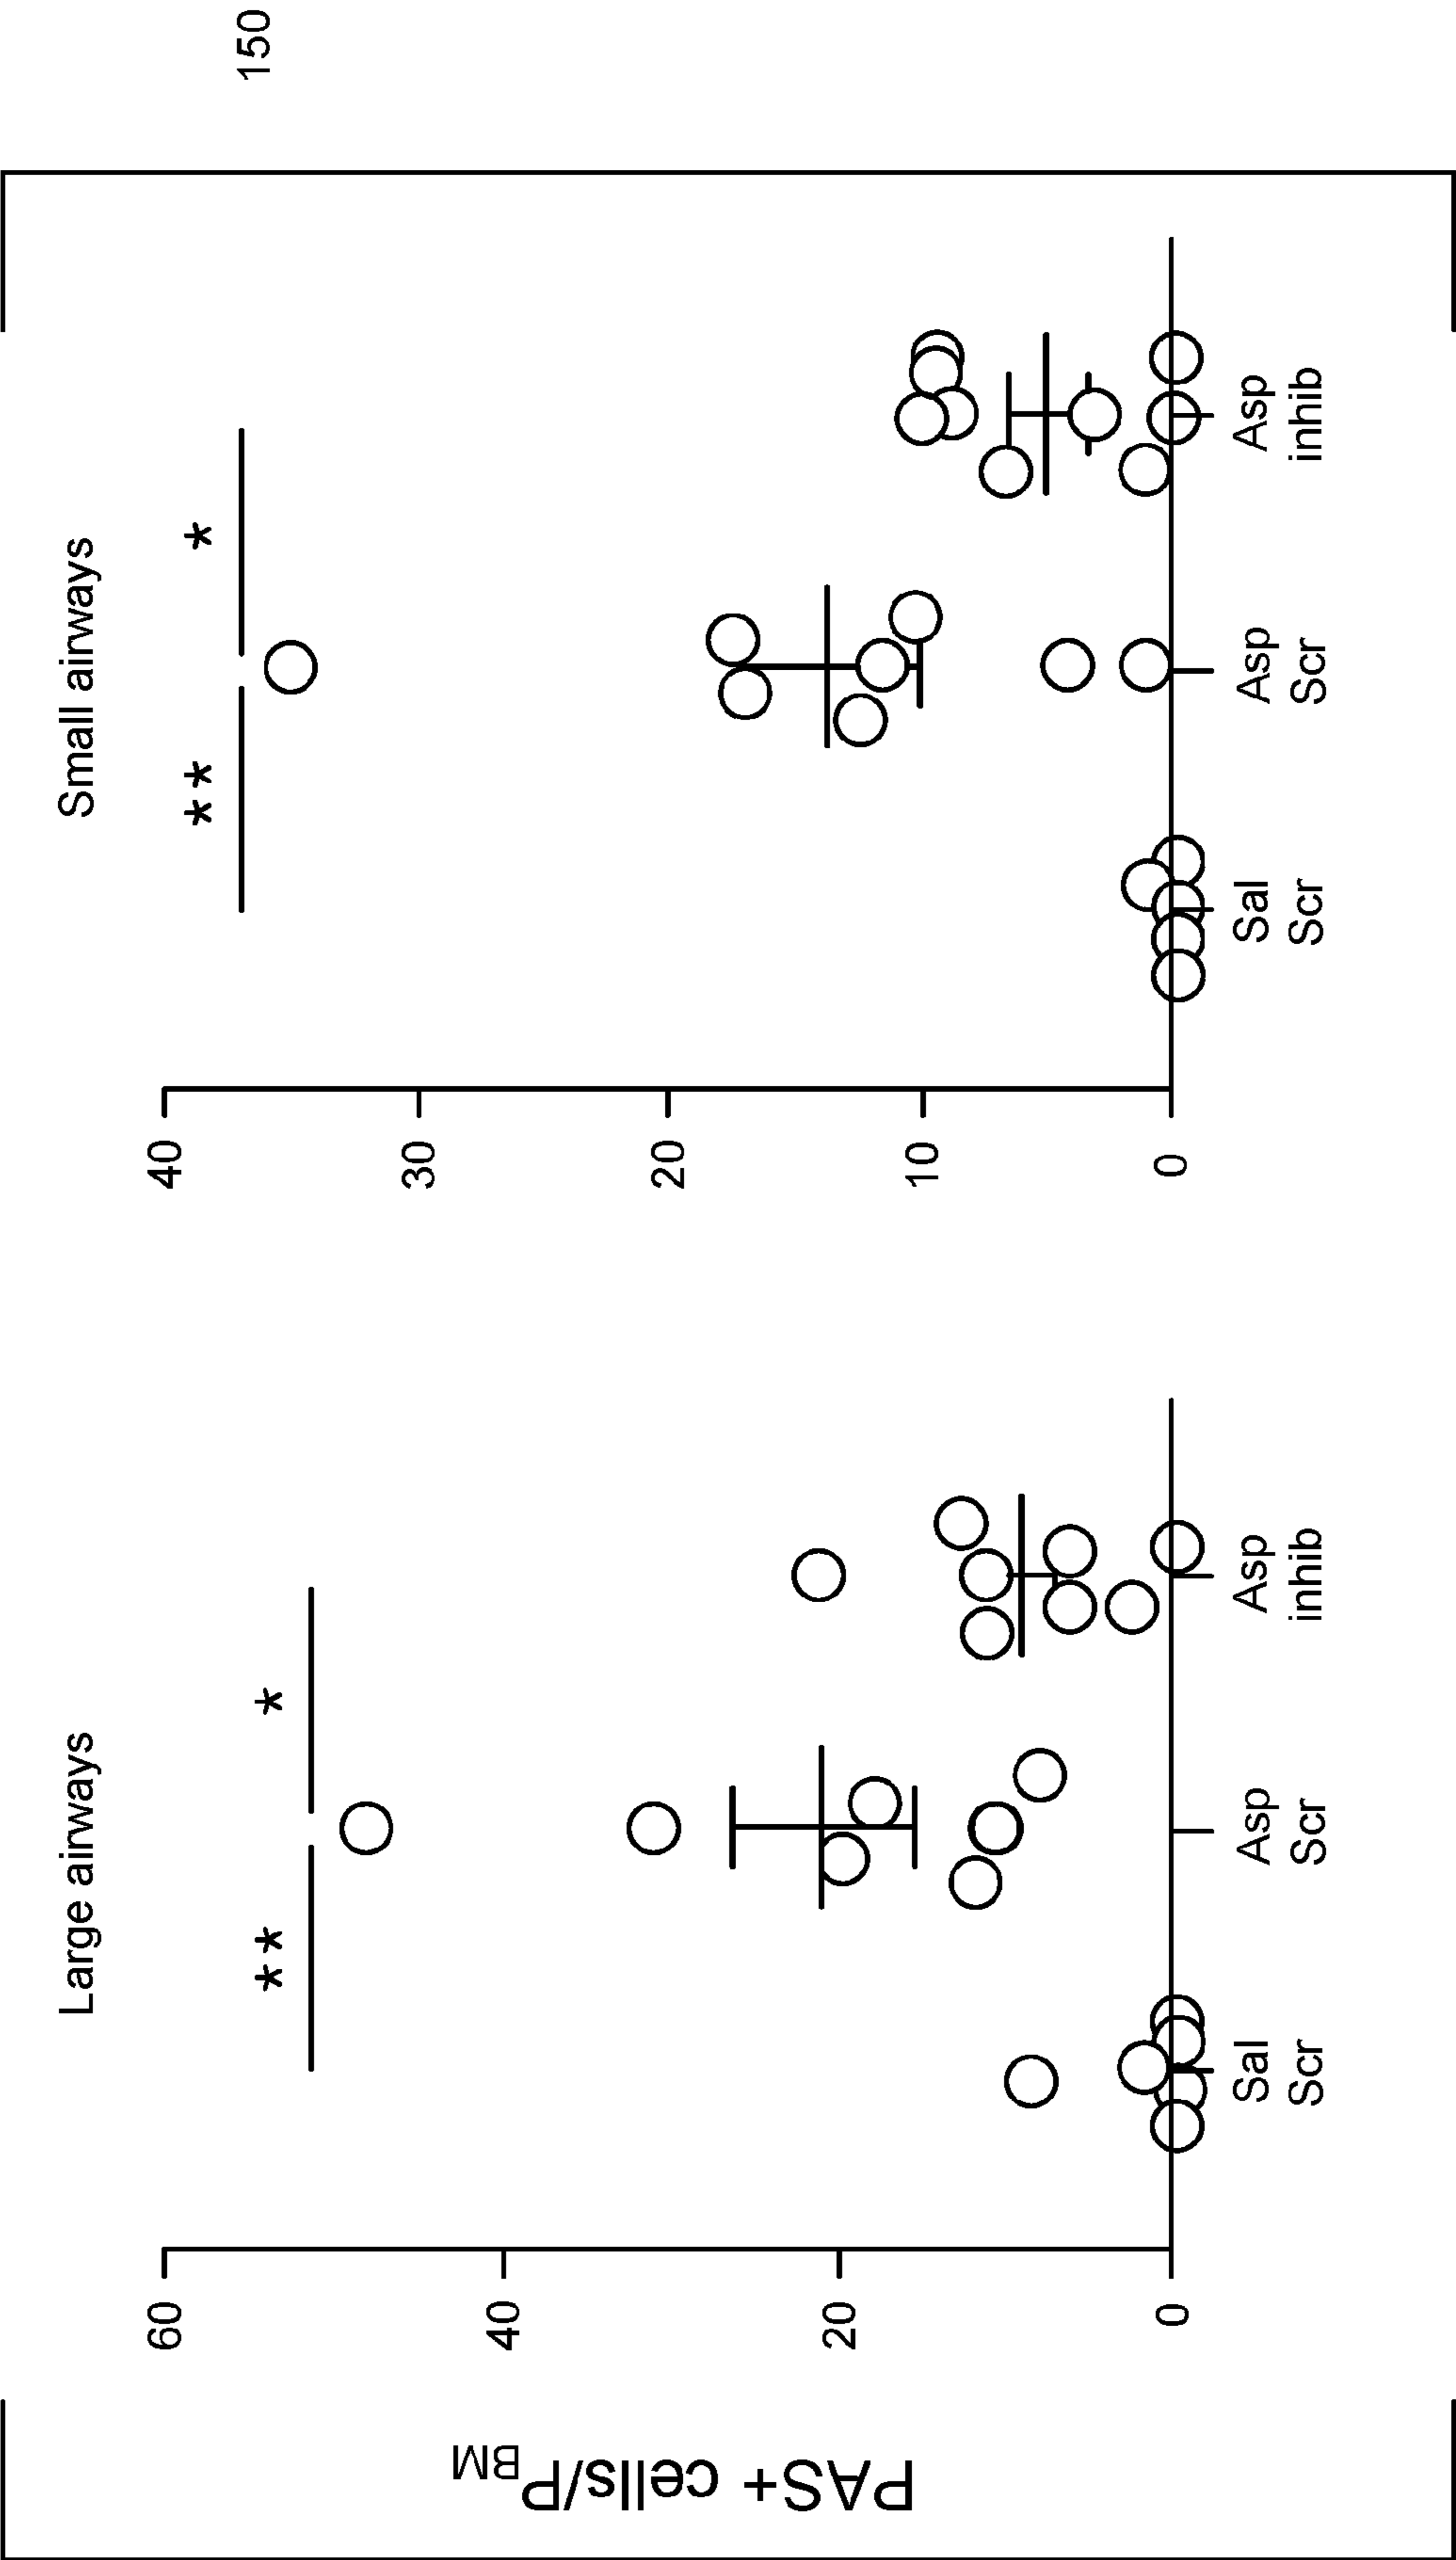 PAS+ cells/PBM
Large airways
**
*
60
40
20
0
Sal
Scr
Asp
Scr
Asp
inhib
Small airways
**
*
40
30
20
10
0
Sal
Scr
Asp
Scr
Asp
inhib
150